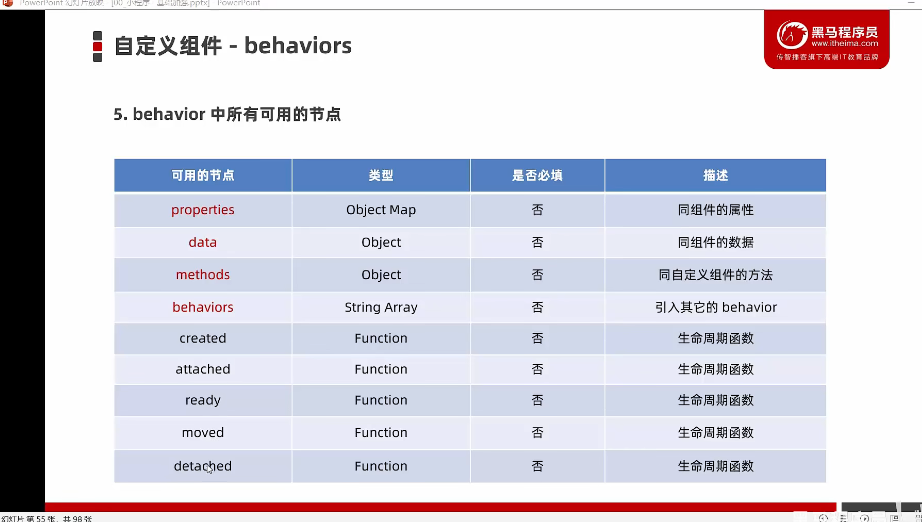 自定义组件 - behaviors
黑马程序员
www.itheima.com
传智播客旗下高端IT教育品牌
5. behavior 中所有可用的节点
可用的节点 类型 是否必填 描述
properties Object Map 否 同组件的属性
data Object 否 同组件的数据
methods Object 否 同自定义组件的方法
behaviors String Array 否 引入其它的 behavior
created Function 否 生命周期函数
attached Function 否 生命周期函数
ready Function 否 生命周期函数
moved Function 否 生命周期函数
detached Function 否 生命周期函数
幻灯片 第 55 张，共 98 张